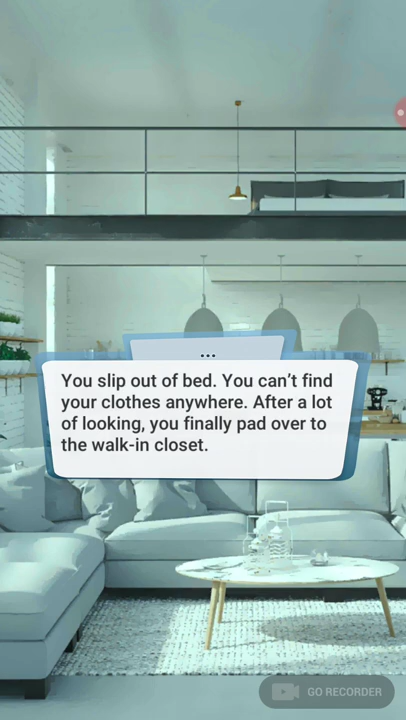 ...
You slip out of bed. You can't find
your clothes anywhere. After a lot
of looking, you finally pad over to
the walk-in closet.
GO RECORDER